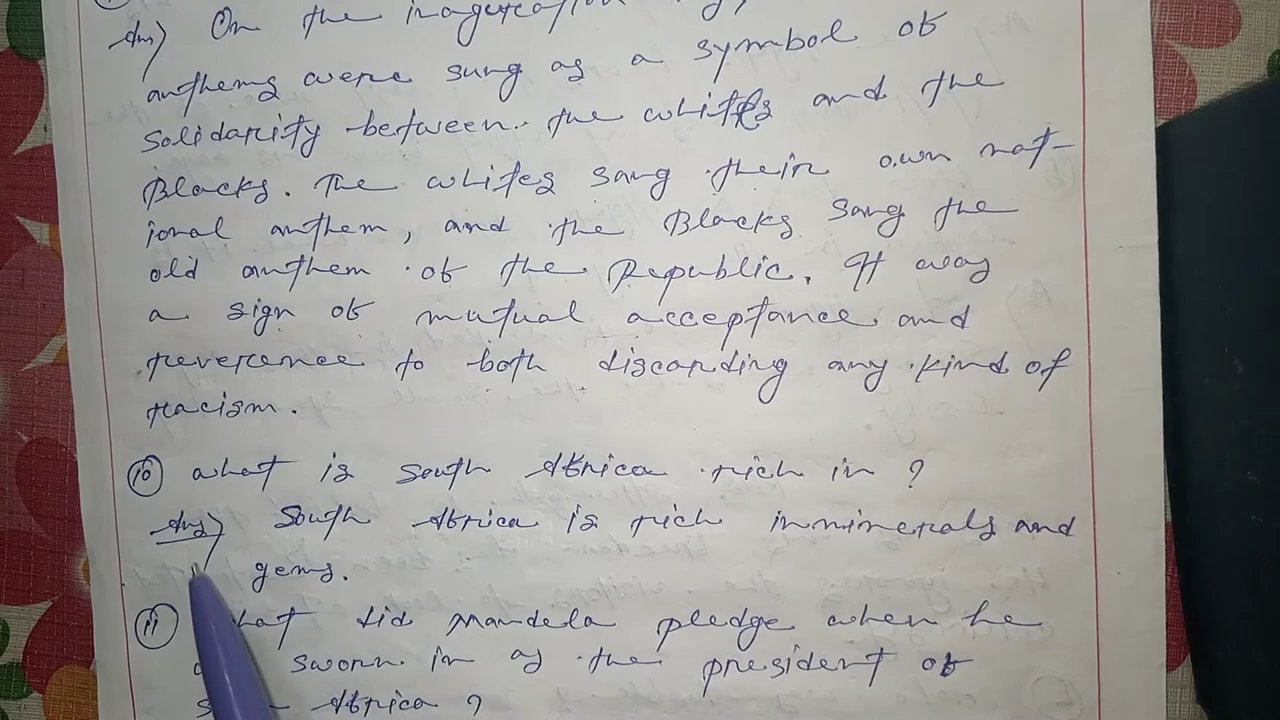 Ans) On the
anthems were sung as a symbol of
solidarity between the whites and the
Blacks. The whites sang their own nat-
ional anthem, and the Blacks sang the
old anthem of the Republic. It was
a sign of mutual acceptance and
reverence to both discarding any kind of
racism.
10 what is South Africa rich in ?
Ans) South Africa is rich in minerals and
gems.
11 did Mandela pledge when he
sworn in as the president of
Africa ?